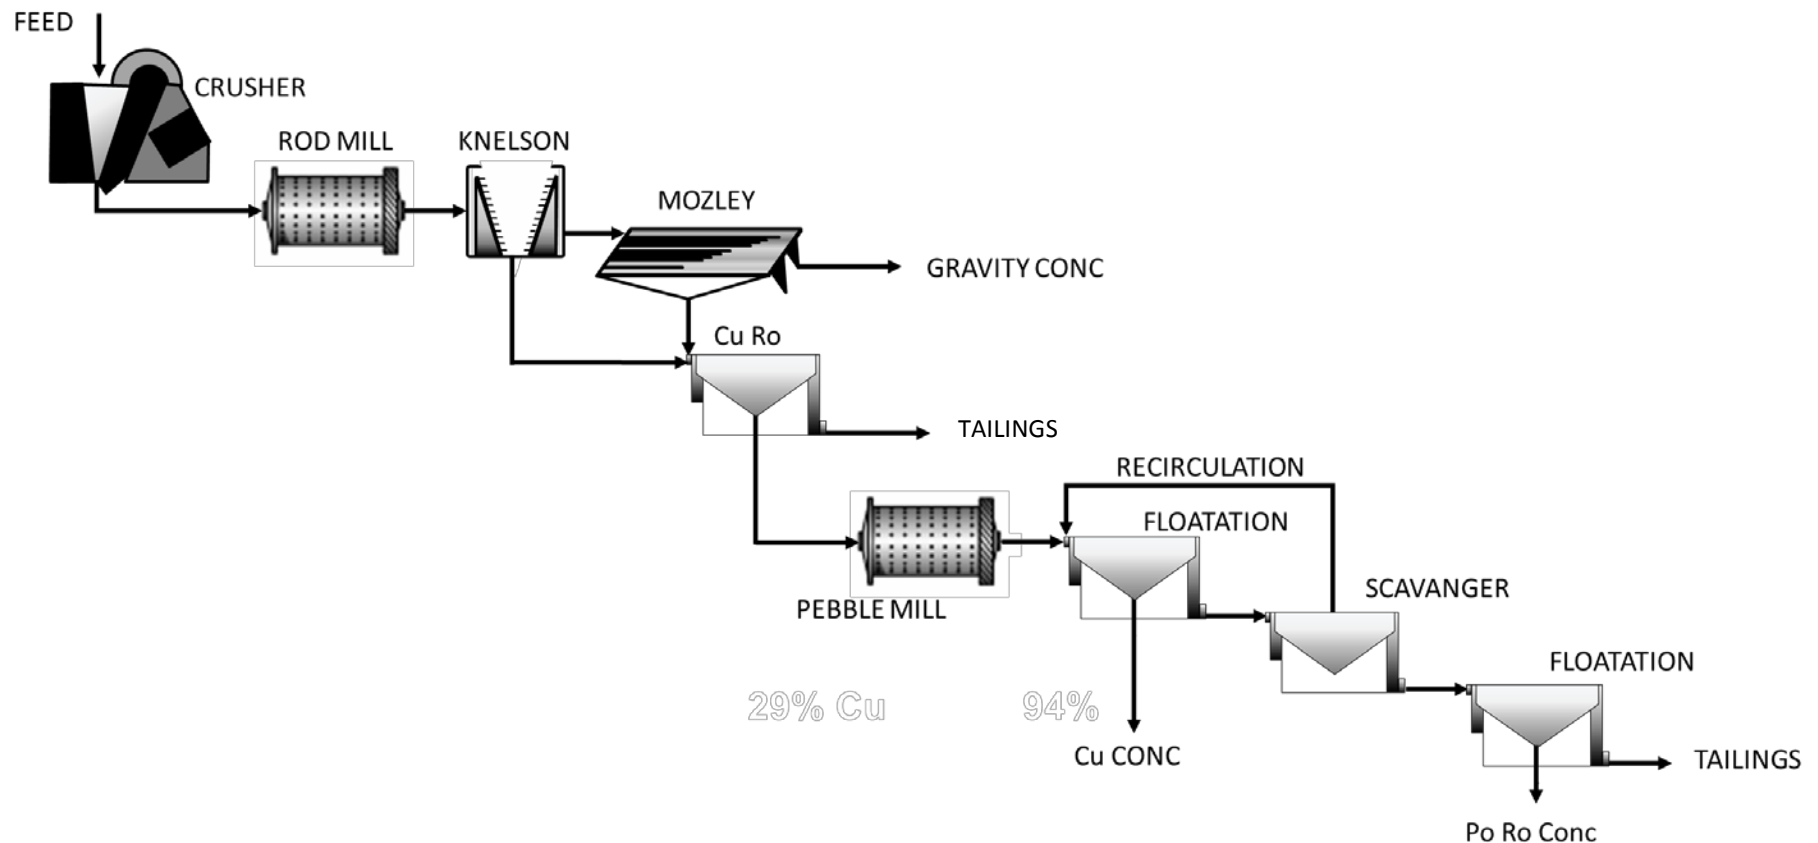 FEED
CRUSHER
ROD MILL
KNELSON
MOZLEY
GRAVITY CONC
Cu Ro
TAILINGS
RECIRCULATION
FLOATATION
PEBBLE MILL
SCAVANGER
FLOATATION
29% Cu
94%
Cu CONC
TAILINGS
Po Ro Conc